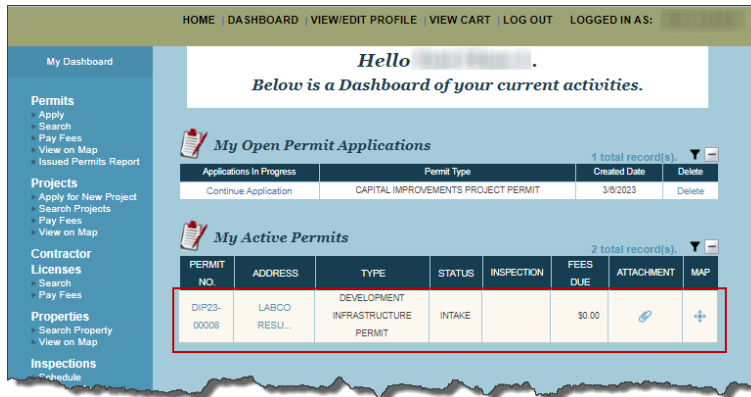 HOME | DASHBOARD | VIEW/EDIT PROFILE | VIEW CART | LOG OUT LOGGED IN AS:
My Dashboard
Hello .
Below is a Dashboard of your current activities.
Permits
Apply
Search
Pay Fees
View on Map
Issued Permits Report
Projects
Apply for New Project
Search Projects
Pay Fees
View on Map
Contractor
Licenses
Search
Pay Fees
Properties
Search Property
View on Map
Inspections
Schedule
My Open Permit Applications
1 total record(s).
Applications In Progress Permit Type Created Date Delete
Continue Application CAPITAL IMPROVEMENTS PROJECT PERMIT 3/6/2023 Delete
My Active Permits
2 total record(s).
PERMIT NO. ADDRESS TYPE STATUS INSPECTION FEES DUE ATTACHMENT MAP
DIP23-00008 LABCO RESU... DEVELOPMENT INFRASTRUCTURE PERMIT INTAKE $0.00